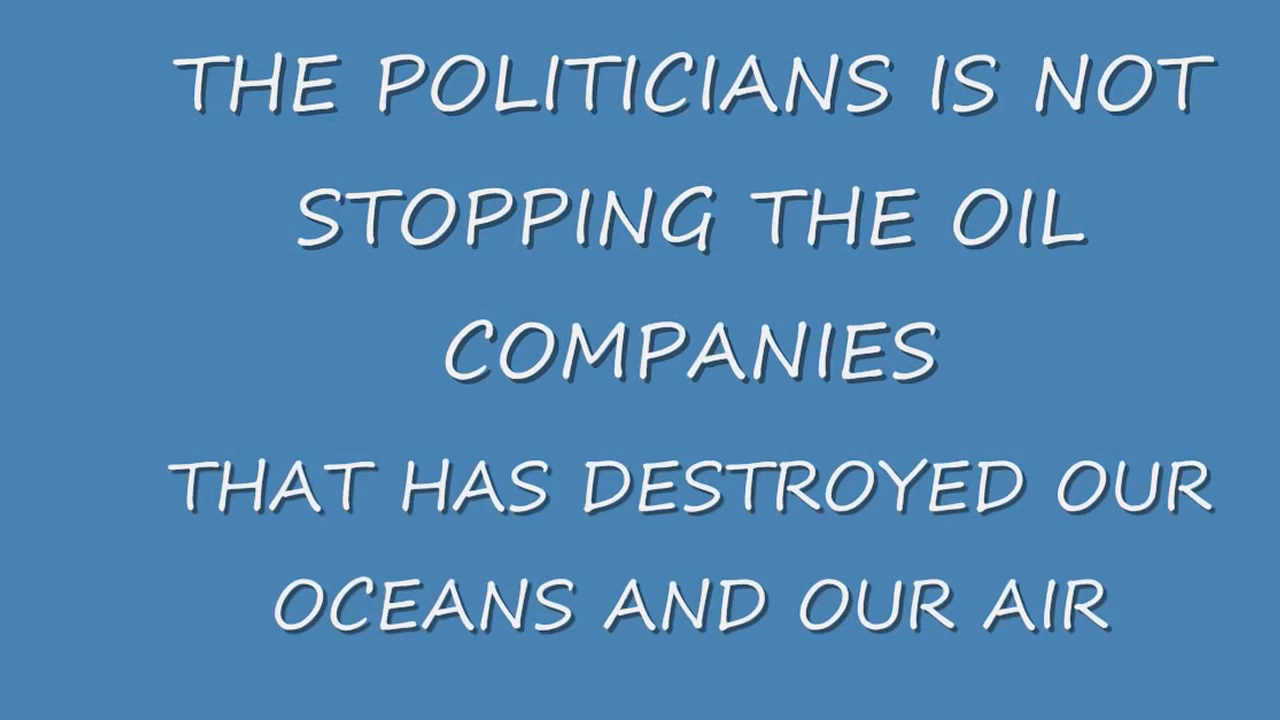 THE POLITICIANS IS NOT
STOPPING THE OIL
COMPANIES
THAT HAS DESTROYED OUR
OCEANS AND OUR AIR